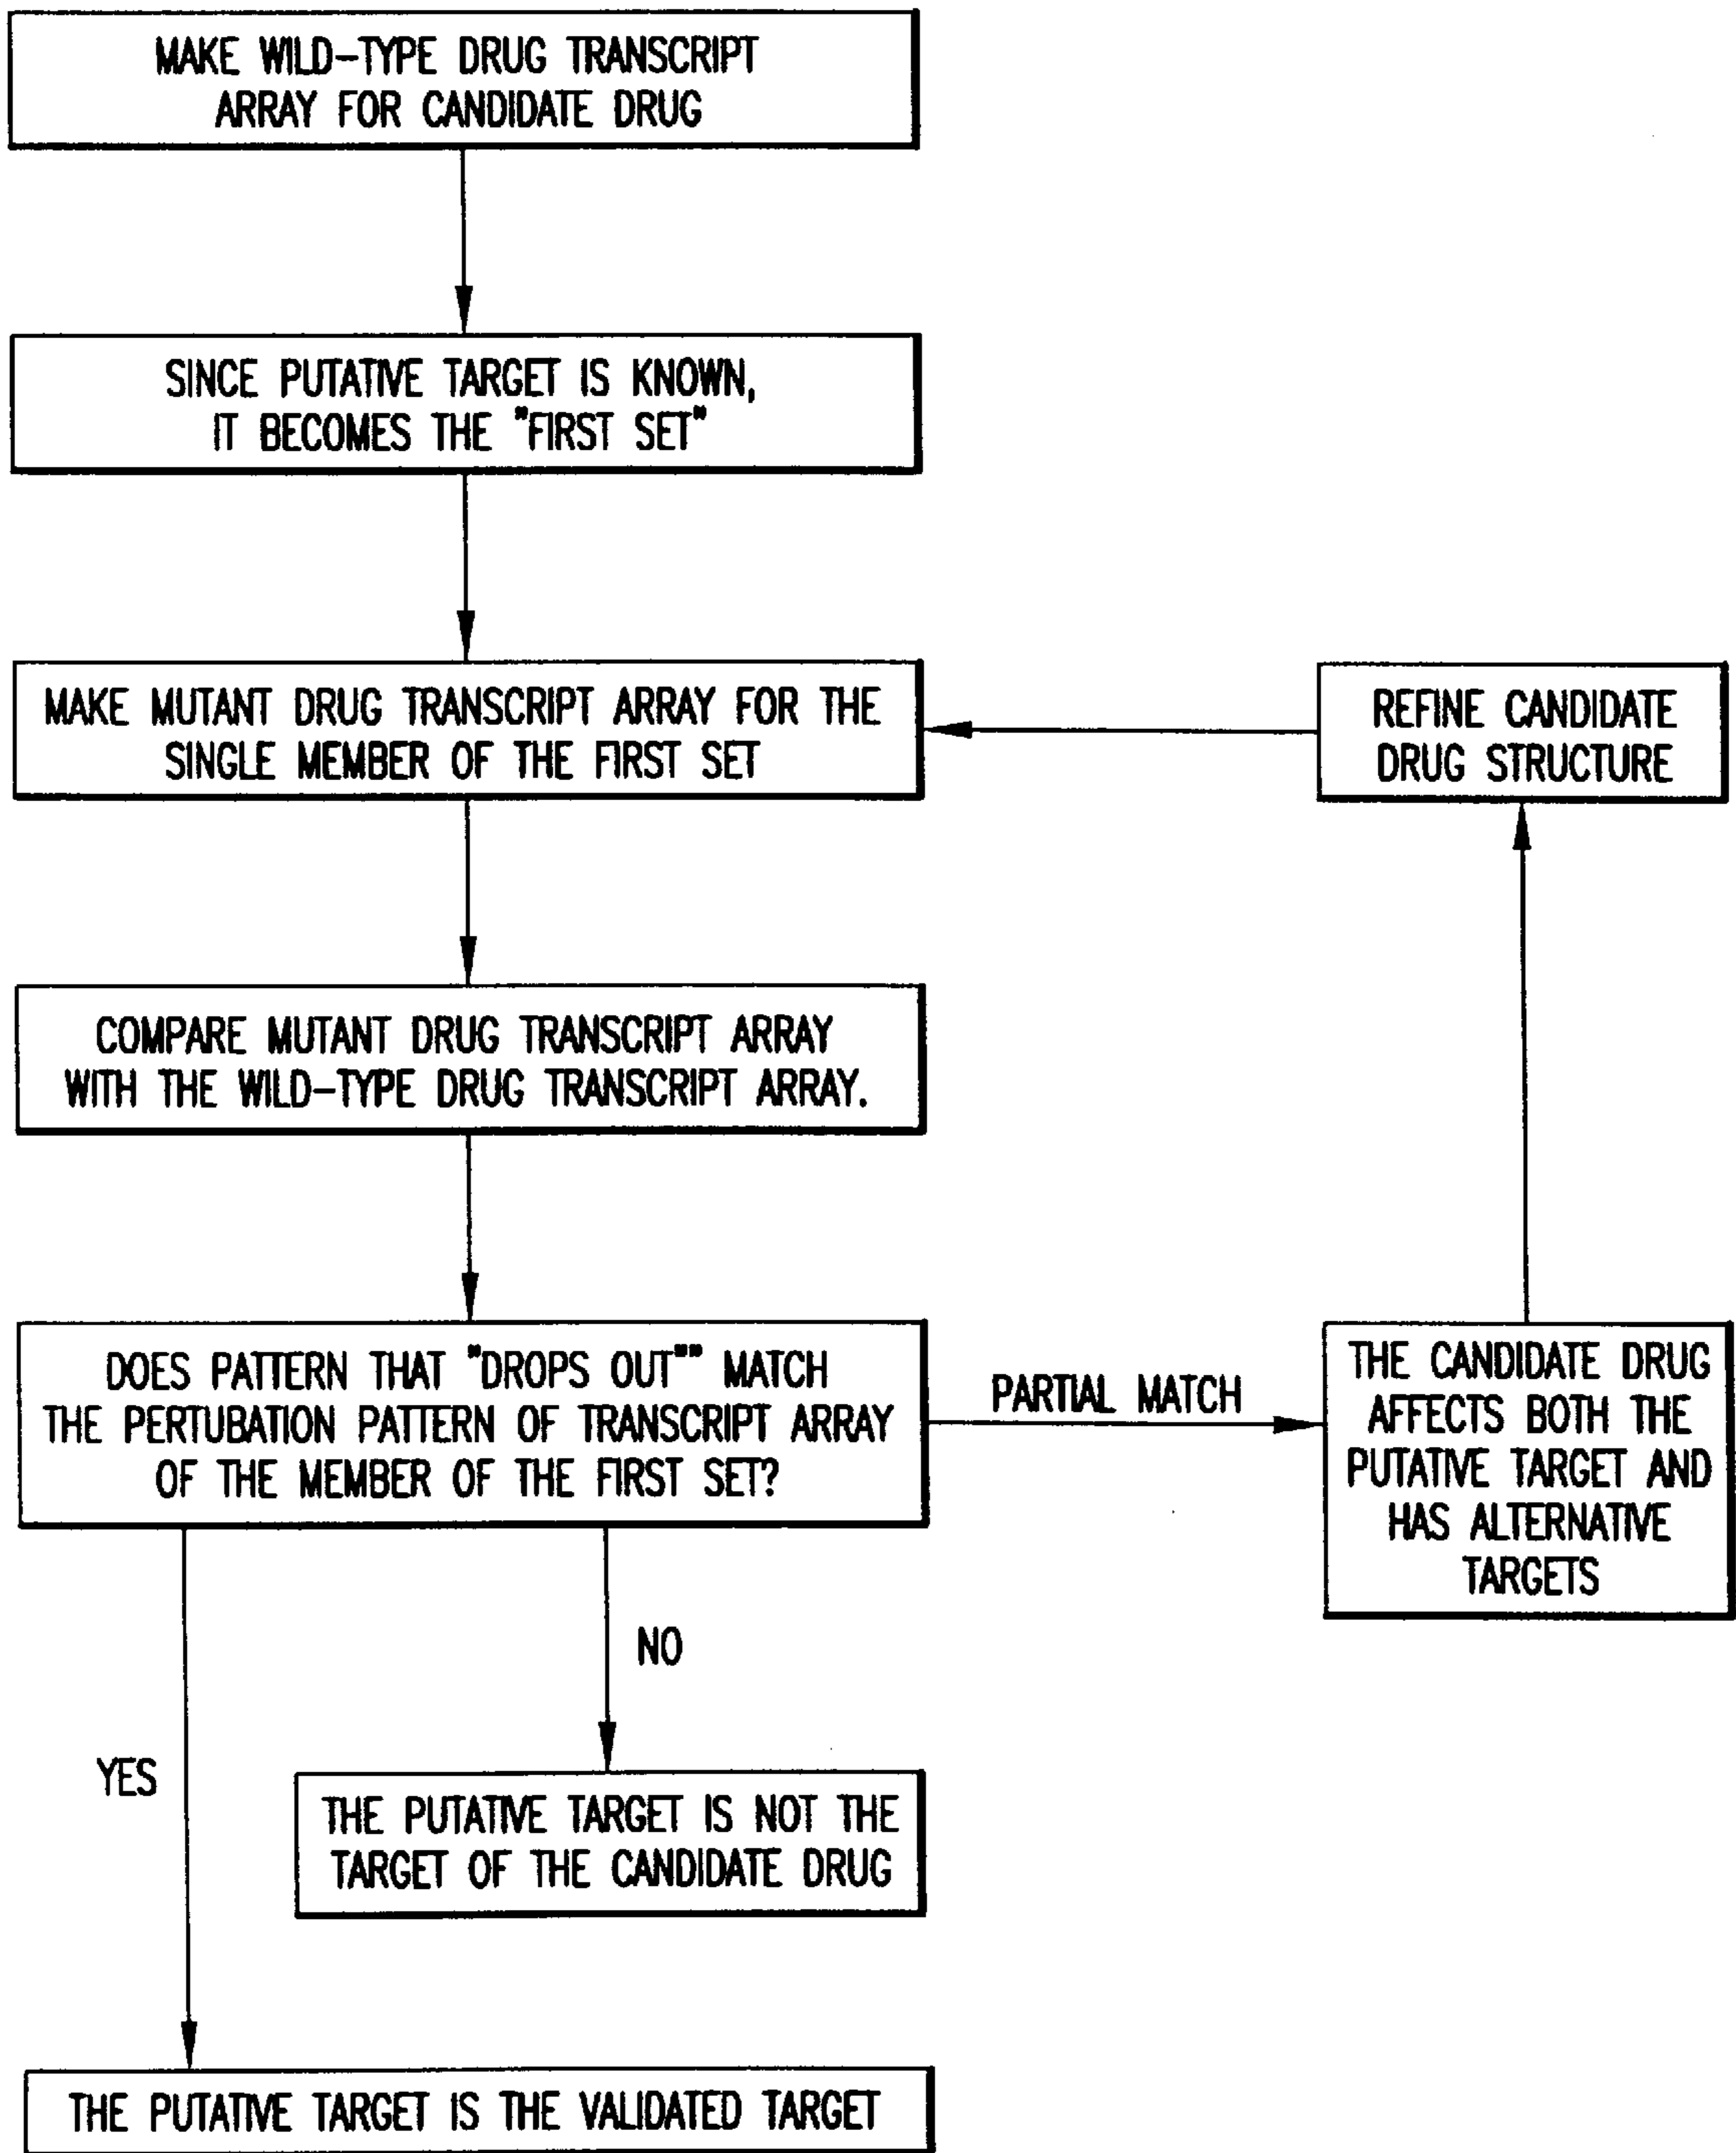 MAKE WILD-TYPE DRUG TRANSCRIPT
ARRAY FOR CANDIDATE DRUG
SINCE PUTATIVE TARGET IS KNOWN,
IT BECOMES THE "FIRST SET"
MAKE MUTANT DRUG TRANSCRIPT ARRAY FOR THE
SINGLE MEMBER OF THE FIRST SET
REFINE CANDIDATE
DRUG STRUCTURE
COMPARE MUTANT DRUG TRANSCRIPT ARRAY
WITH THE WILD-TYPE DRUG TRANSCRIPT ARRAY.
DOES PATTERN THAT "DROPS OUT"" MATCH
THE PERTUBATION PATTERN OF TRANSCRIPT ARRAY
OF THE MEMBER OF THE FIRST SET?
PARTIAL MATCH
THE CANDIDATE DRUG
AFFECTS BOTH THE
PUTATIVE TARGET AND
HAS ALTERNATIVE
TARGETS
NO
YES
THE PUTATIVE TARGET IS NOT THE
TARGET OF THE CANDIDATE DRUG
THE PUTATIVE TARGET IS THE VALIDATED TARGET